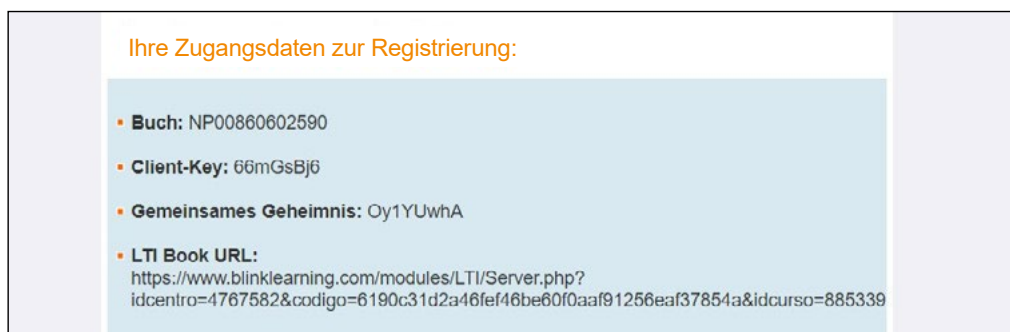 Ihre Zugangsdaten zur Registrierung:
Buch: NP00860602590
Client-Key: 66mGsBj6
Gemeinsames Geheimnis: Oy1YUwhA
LTI Book URL:
https://www.blinklearning.com/modules/LTI/Server.php?
idcentro=4767582&codigo=6190c31d2a46fef46be60f0aaf91256eaf37854a&idcurso=885339